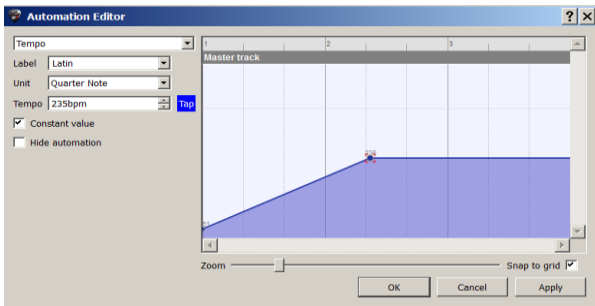 Automation Editor
Tempo
Label Latin
Unit Quarter Note
Tempo 235bpm Tap
Constant value
Hide automation
1 2 3
Master track
Zoom Snap to grid
OK Cancel Apply